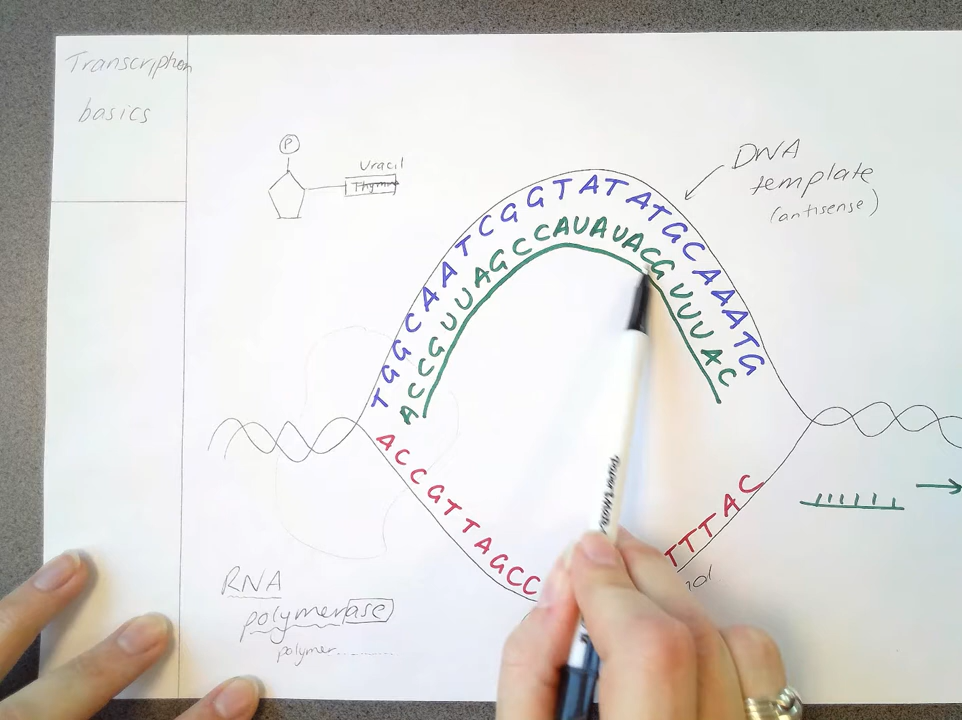 Transcription
basics
P
Uracil
Thymine
DNA
template
(antisense)
TGGCAATCGGTATATGCAAATG
ACCGUUAGCCAUAUACGUUUAC
ACCGTTAGCC
TTTAC
RNA
polymerase
polymer